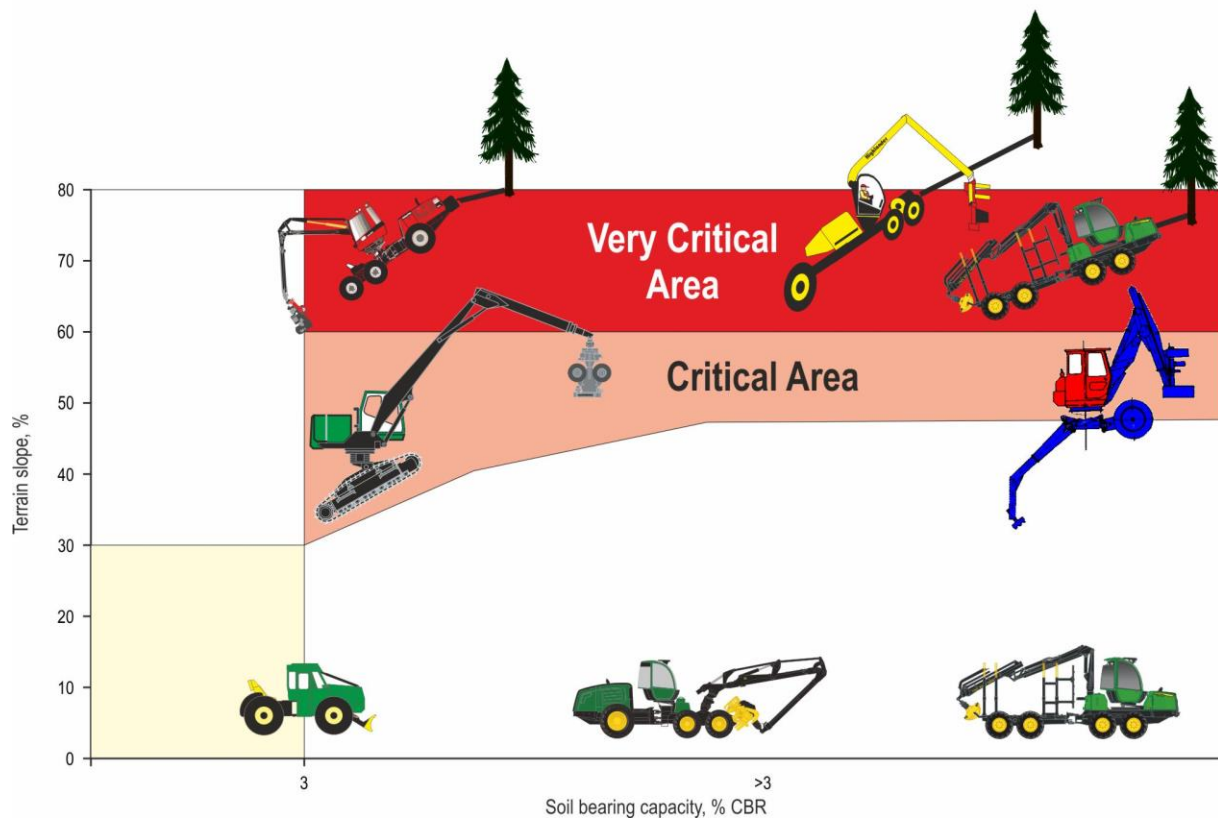 80
70
60
50
40
30
20
10
0
Terrain slope, %
Very Critical
Area
Critical Area
Highlander
3
>3
Soil bearing capacity, % CBR